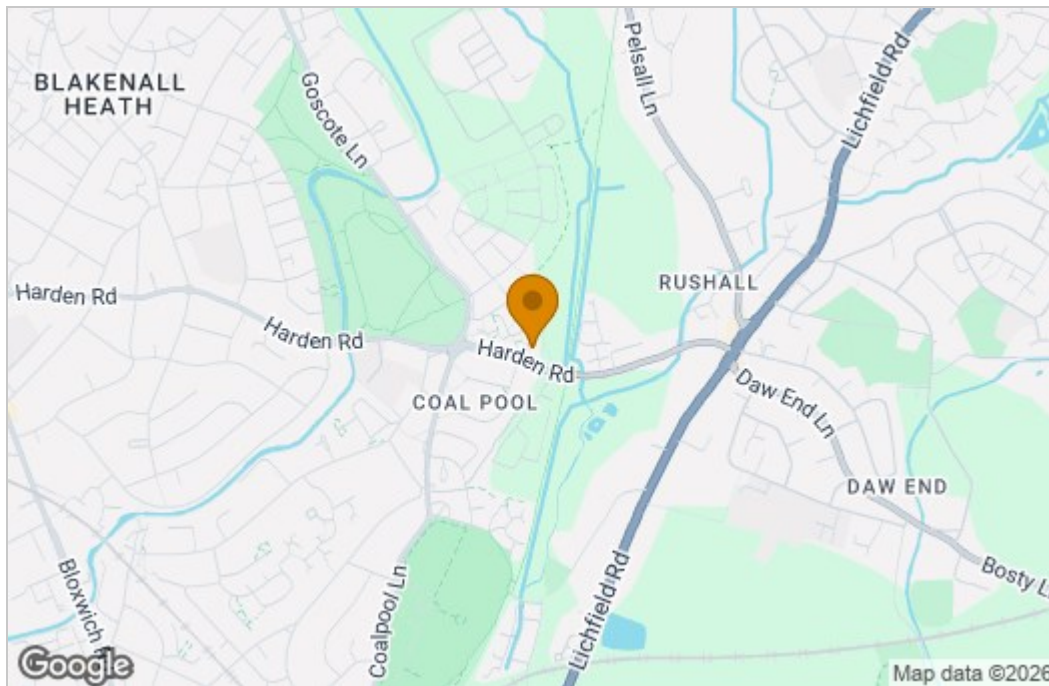 BLAKENALL
HEATH
Goscote Ln
Pelsall Ln
Lichfield Rd
RUSHALL
Harden Rd
Harden Rd
Harden Rd
COAL POOL
Daw End Ln
DAW END
Bosty L
Bloxwich R
Coalpool Ln
Lichfield Rd
Google
Map data ©2026